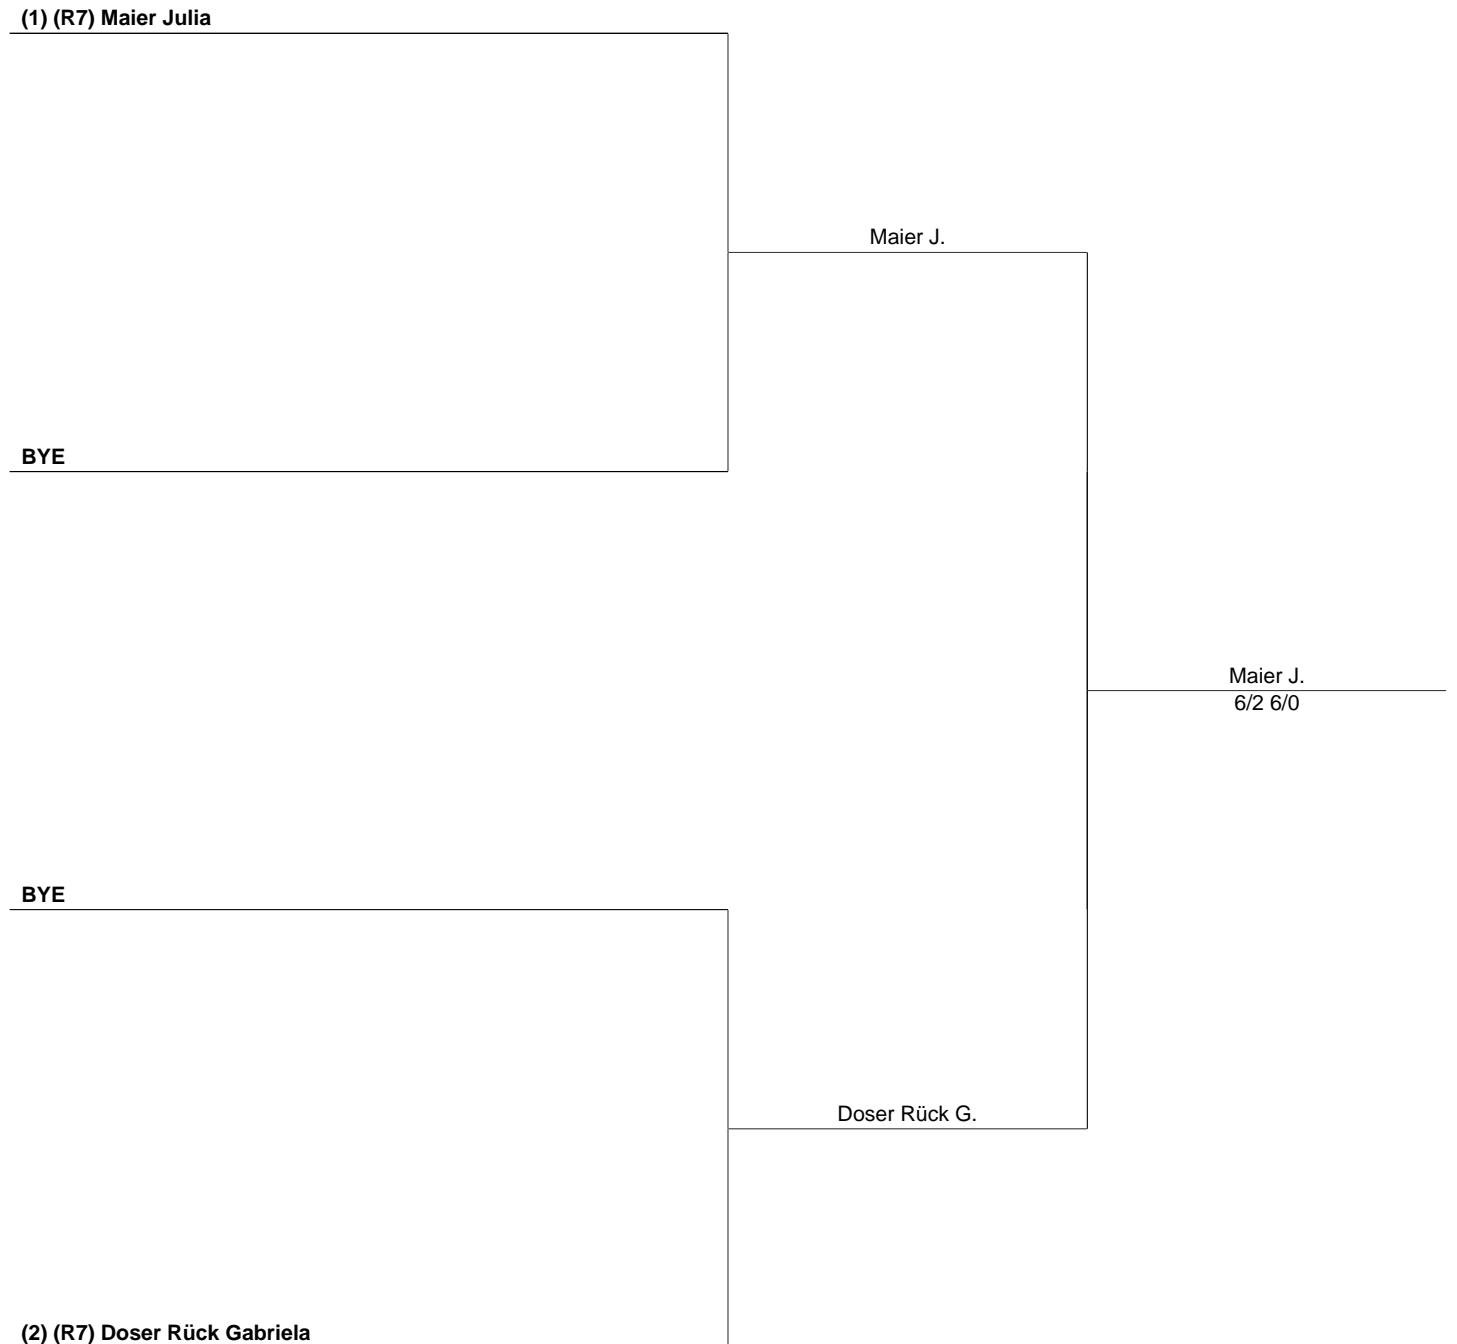 (1) (R7) Maier Julia
Maier J.
BYE
Maier J.
6/2 6/0
BYE
Doser Rück G.
(2) (R7) Doser Rück Gabriela